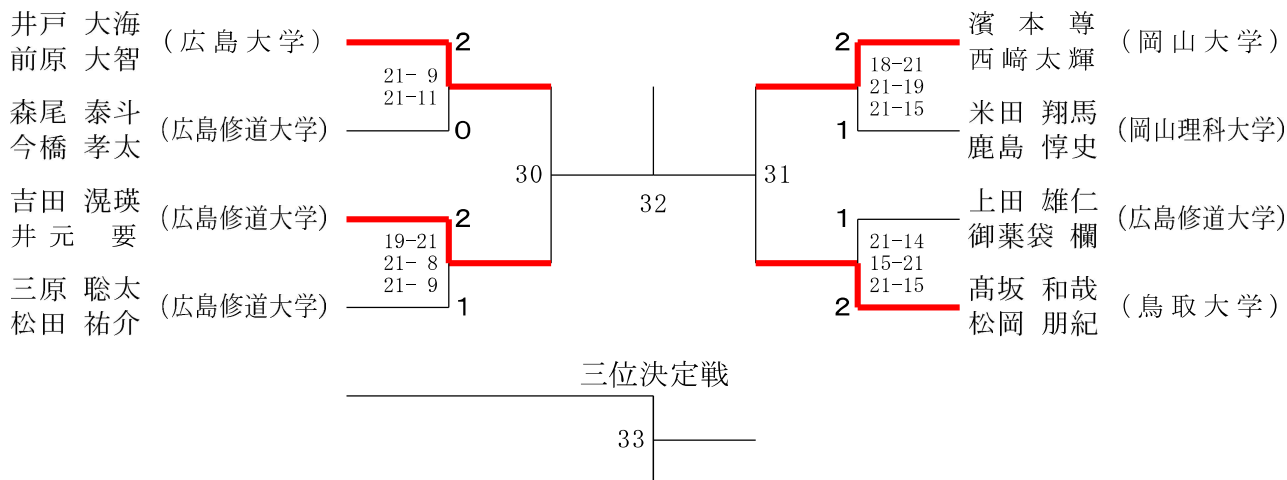 井戸 大海
前原 大智
(広島大学)
2
21- 9
21-11
森尾 泰斗
今橋 孝太
(広島修道大学)
0
30
吉田 滉瑛
井元 要
(広島修道大学)
2
19-21
21- 8
21- 9
三原 聡太
松田 祐介
(広島修道大学)
1
32
2
濱本 尊
西﨑太輝
(岡山大学)
18-21
21-19
21-15
1
米田 翔馬
鹿島 惇史
(岡山理科大学)
31
1
上田 雄仁
御薬袋 欄
(広島修道大学)
21-14
15-21
21-15
2
髙坂 和哉
松岡 朋紀
(鳥取大学)
三位決定戦
33